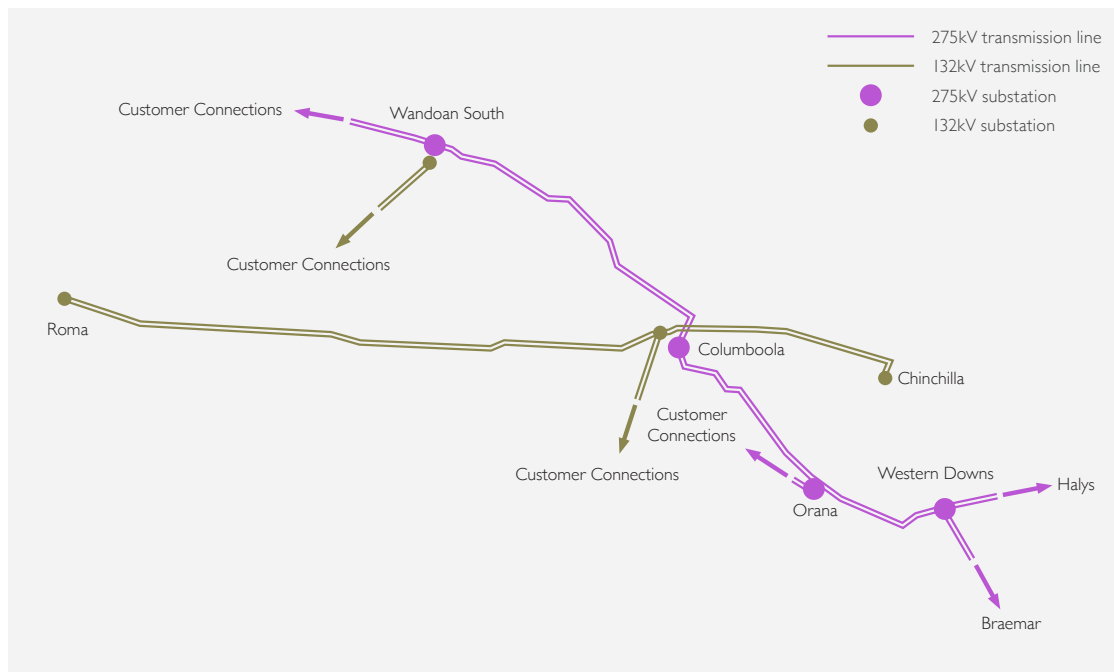 275kV transmission line
132kV transmission line
275kV substation
132kV substation
Customer Connections
Wandoan South
Customer Connections
Roma
Columboola
Chinchilla
Customer
Connections
Customer Connections
Western Downs
Halys
Orana
Braemar